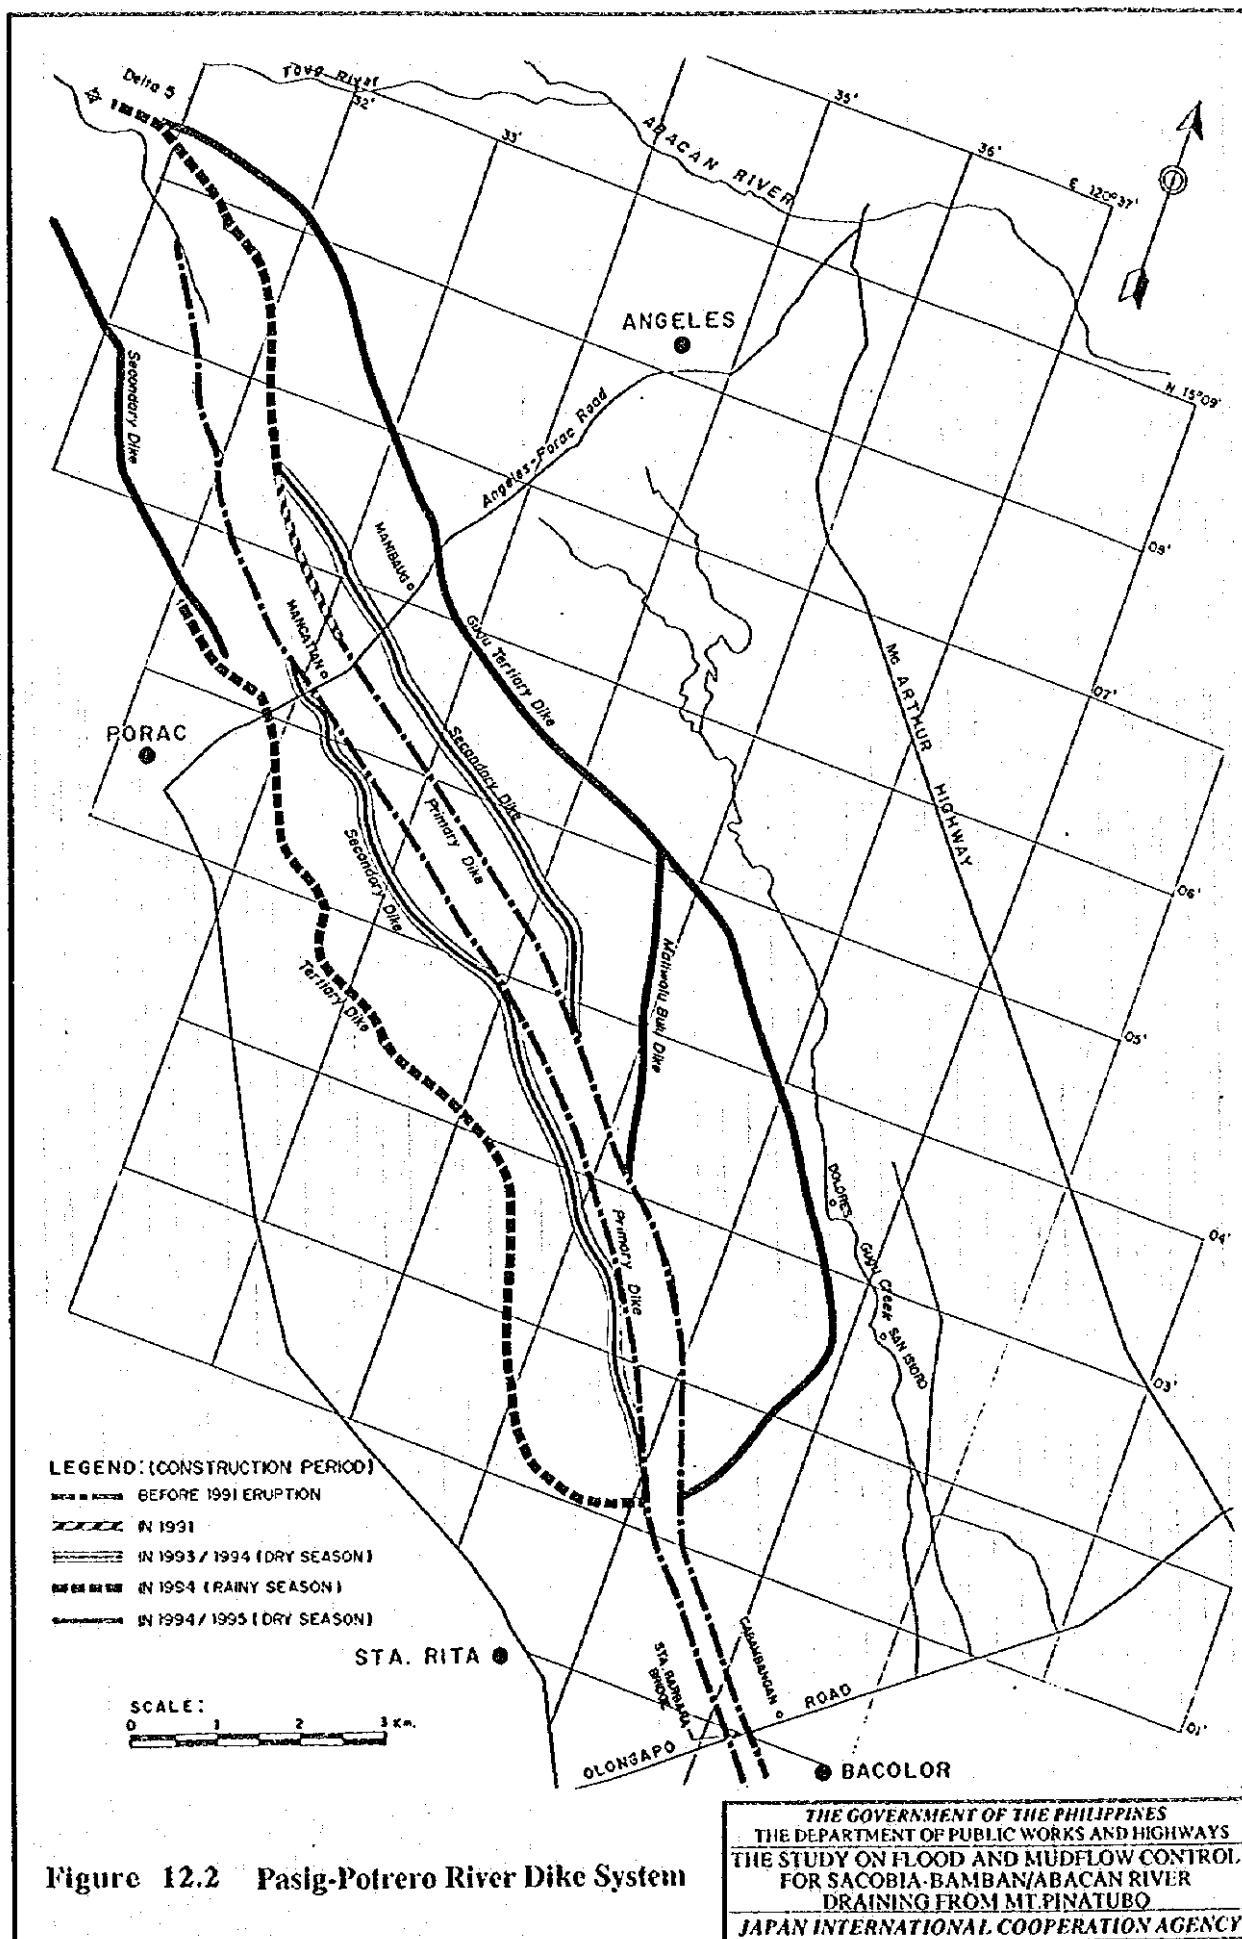 Delta 5
Tovo River
32'
33'
ABACAN RIVER
35'
36'
E 120°37'
ANGELES
N 15°09'
Secondary Dike
Angeles-Porac Road
MANIBAUG
09'
MANCATIAN
Gugu Tertiary Dike
Mc ARTHUR HIGHWAY
07'
PORAC
Secondary Dike
Primary Dike
Secondary Dike
06'
Tertiary Dike
Maliwalu Buli Dike
05'
DOLORES
04'
Primary Dike
Gugu Creek
SAN ISIDRO
03'
LEGEND: (CONSTRUCTION PERIOD)
BEFORE 1991 ERUPTION
IN 1991
IN 1993 / 1994 (DRY SEASON)
IN 1994 (RAINY SEASON)
IN 1994 / 1995 (DRY SEASON)
STA. RITA
STA. BARBARA
BRIDGE
CABAMBANGAN
SCALE:
0 1 2 3 Km.
OLONGAPO ROAD
01'
BACOLOR
THE GOVERNMENT OF THE PHILIPPINES
THE DEPARTMENT OF PUBLIC WORKS AND HIGHWAYS
THE STUDY ON FLOOD AND MUDFLOW CONTROL
FOR SACOBIA-BAMBAN/ABACAN RIVER
DRAINING FROM MT.PINATUBO
JAPAN INTERNATIONAL COOPERATION AGENCY
Figure 12.2 Pasig-Potrero River Dike System